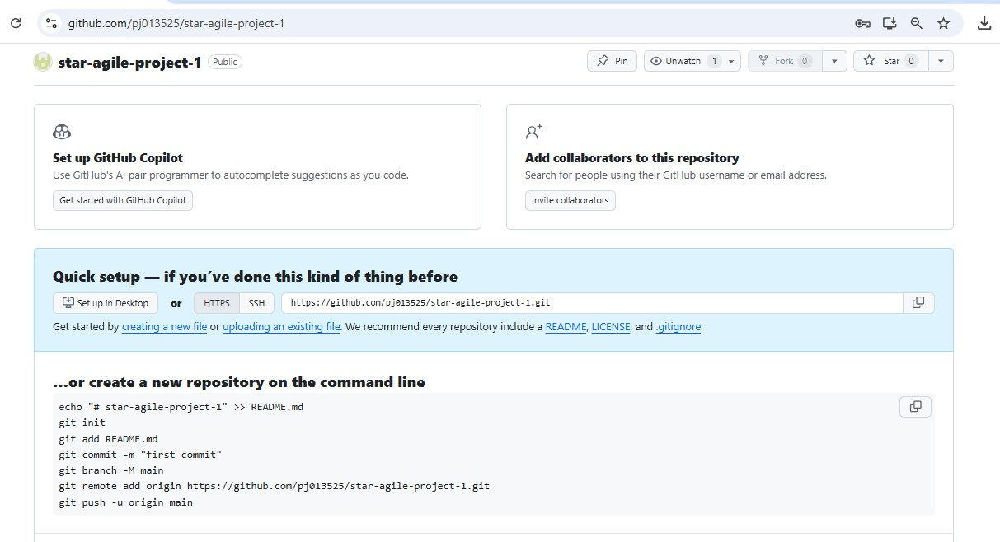 github.com/pj013525/star-agile-project-1
star-agile-project-1 Public
Pin Unwatch 1 Fork 0 Star 0
Set up GitHub Copilot
Use GitHub's AI pair programmer to autocomplete suggestions as you code.
Get started with GitHub Copilot
Add collaborators to this repository
Search for people using their GitHub username or email address.
Invite collaborators
Quick setup — if you've done this kind of thing before
Set up in Desktop or HTTPS SSH https://github.com/pj013525/star-agile-project-1.git
Get started by creating a new file or uploading an existing file. We recommend every repository include a README, LICENSE, and .gitignore.
...or create a new repository on the command line
echo "# star-agile-project-1" >> README.md
git init
git add README.md
git commit -m "first commit"
git branch -M main
git remote add origin https://github.com/pj013525/star-agile-project-1.git
git push -u origin main